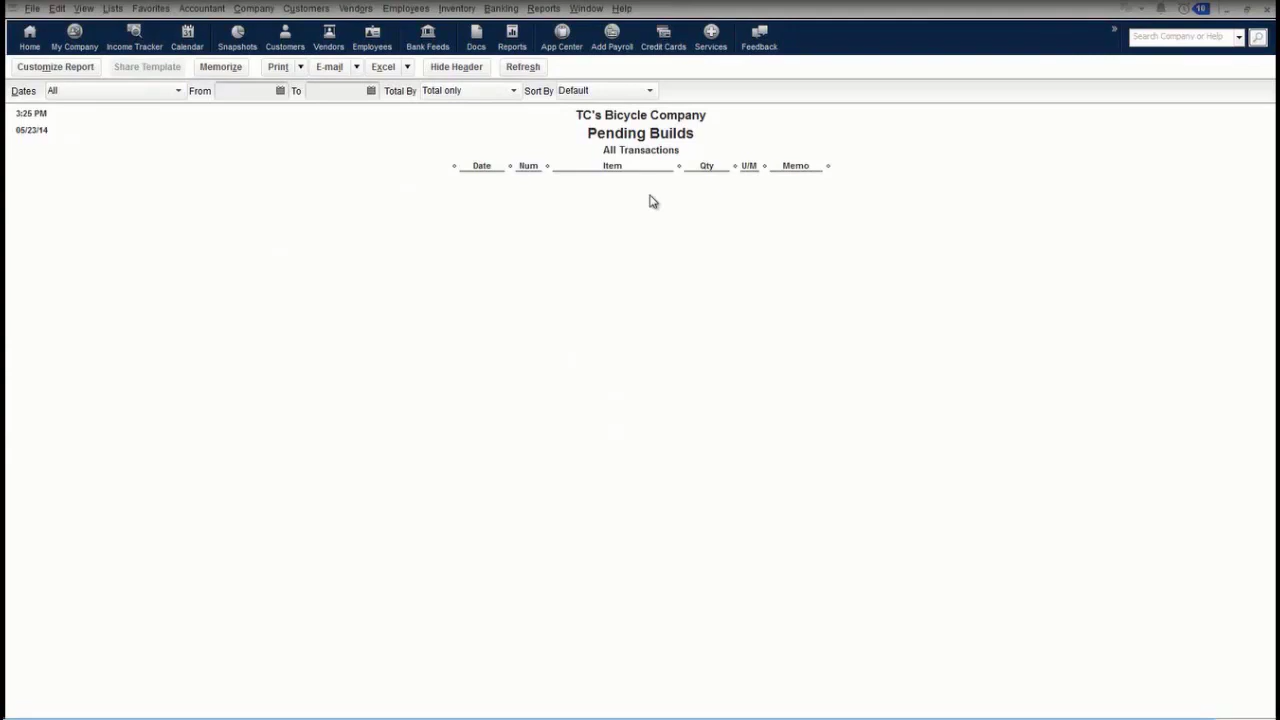 File Edit View Lists Favorites Accountant Company Customers Vendors Employees Inventory Banking Reports Window Help 10
Home My Company Income Tracker Calendar Snapshots Customers Vendors Employees Bank Feeds Docs Reports App Center Add Payroll Credit Cards Services Feedback » Search Company or Help
Customize Report Share Template Memorize Print E-mail Excel Hide Header Refresh
Dates All From To Total By Total only Sort By Default
3:25 PM
05/23/14
TC's Bicycle Company
Pending Builds
All Transactions
Date Num Item Qty U/M Memo